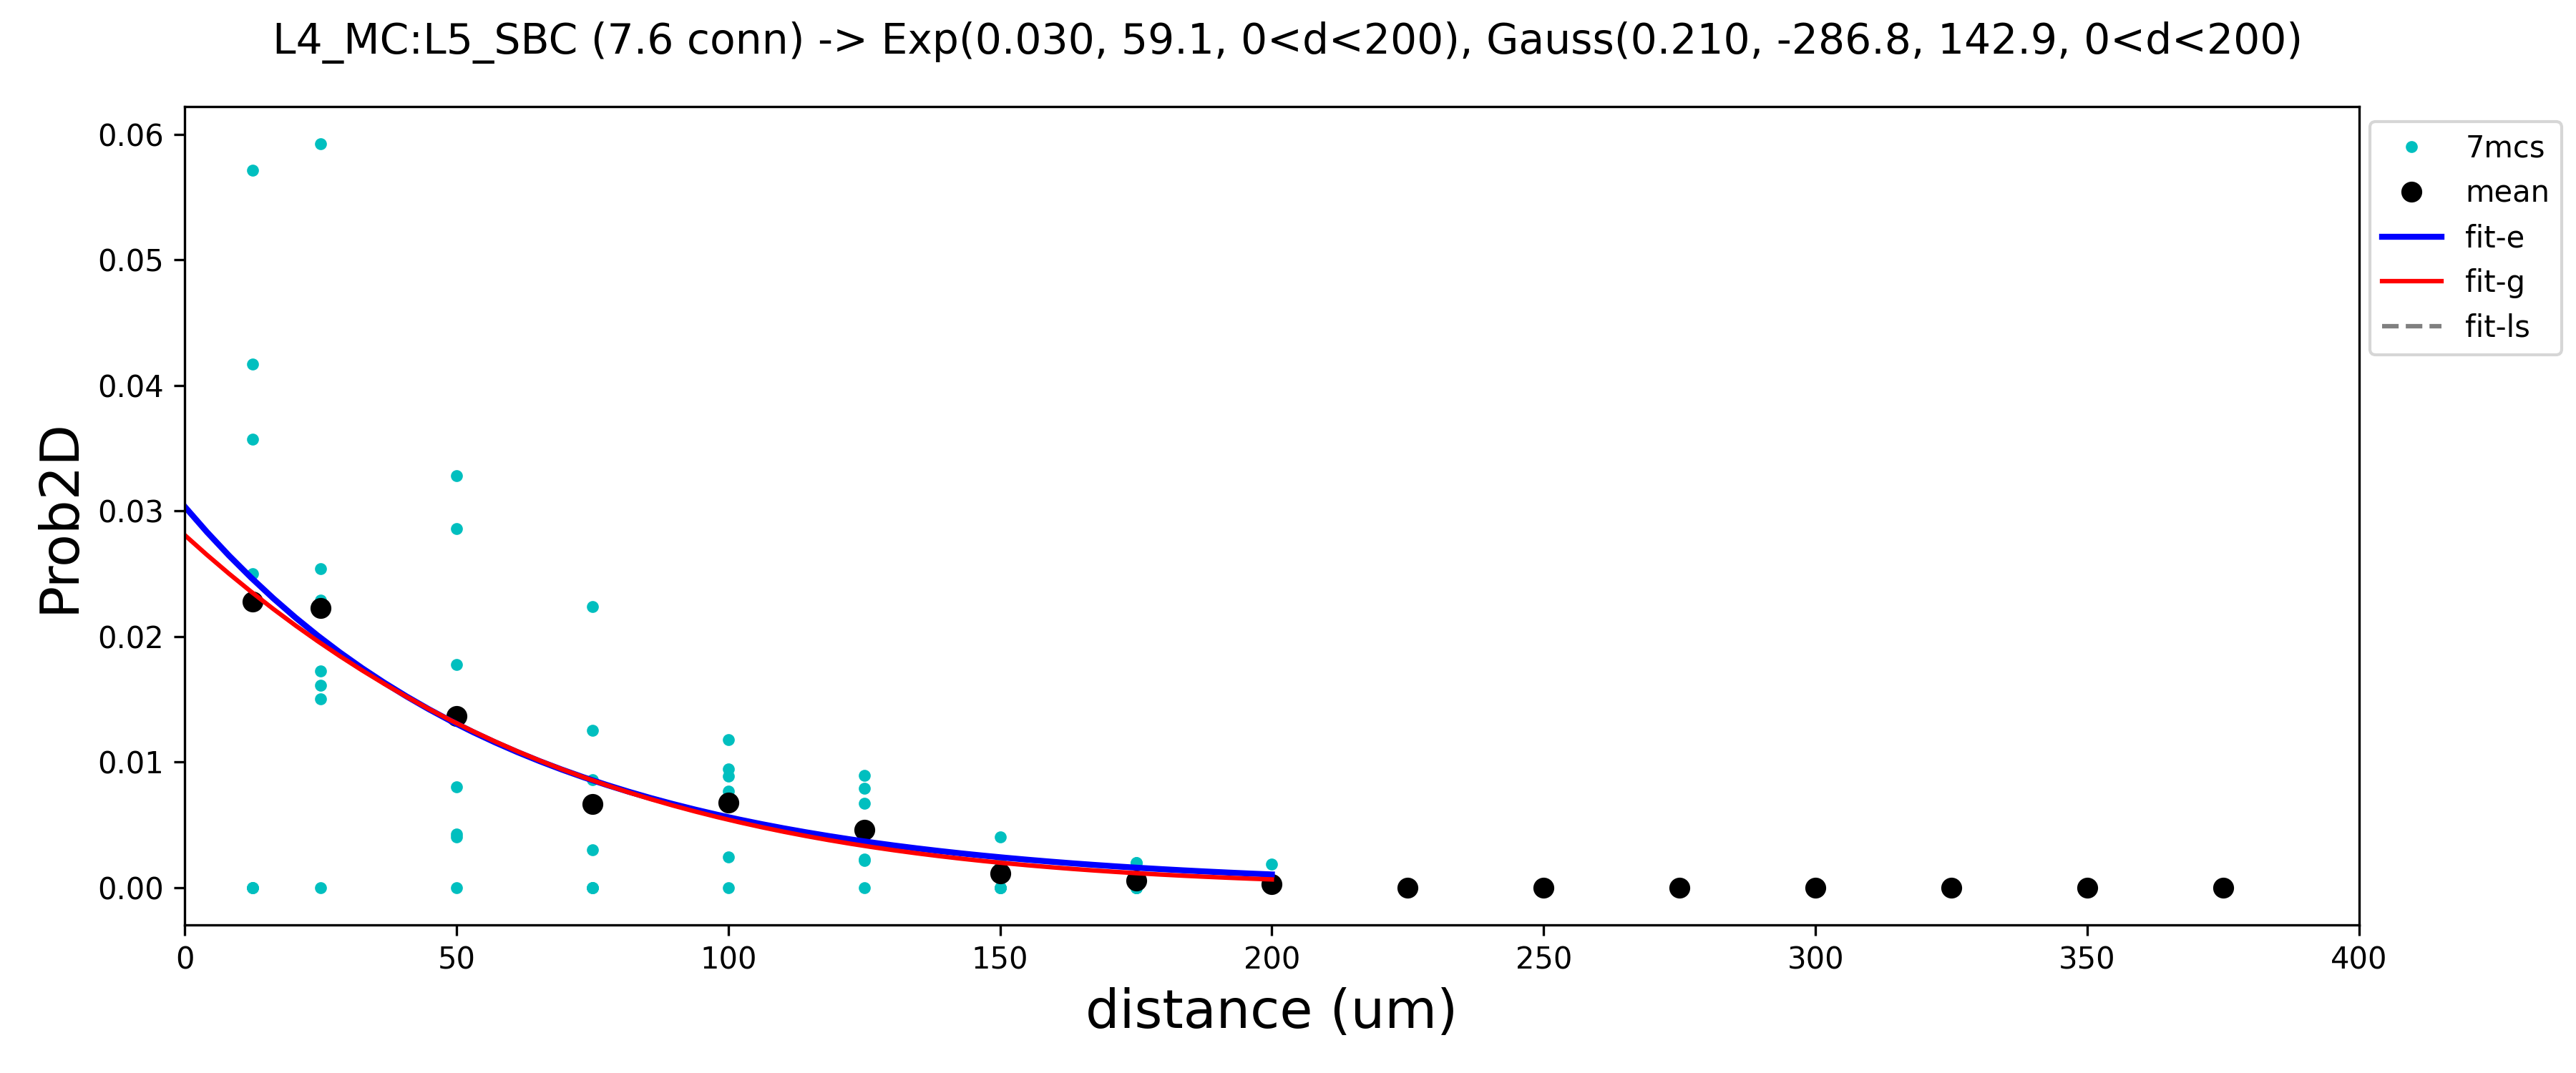 L4_MC:L5_SBC (7.6 conn) -> Exp(0.030, 59.1, 0<d<200), Gauss(0.210, -286.8, 142.9, 0<d<200)
0.06
0.05
0.04
0.03
0.02
0.01
0.00
Prob2D
0 50 100 150 200 250 300 350 400
distance (um)
7mcs
mean
fit-e
fit-g
fit-ls